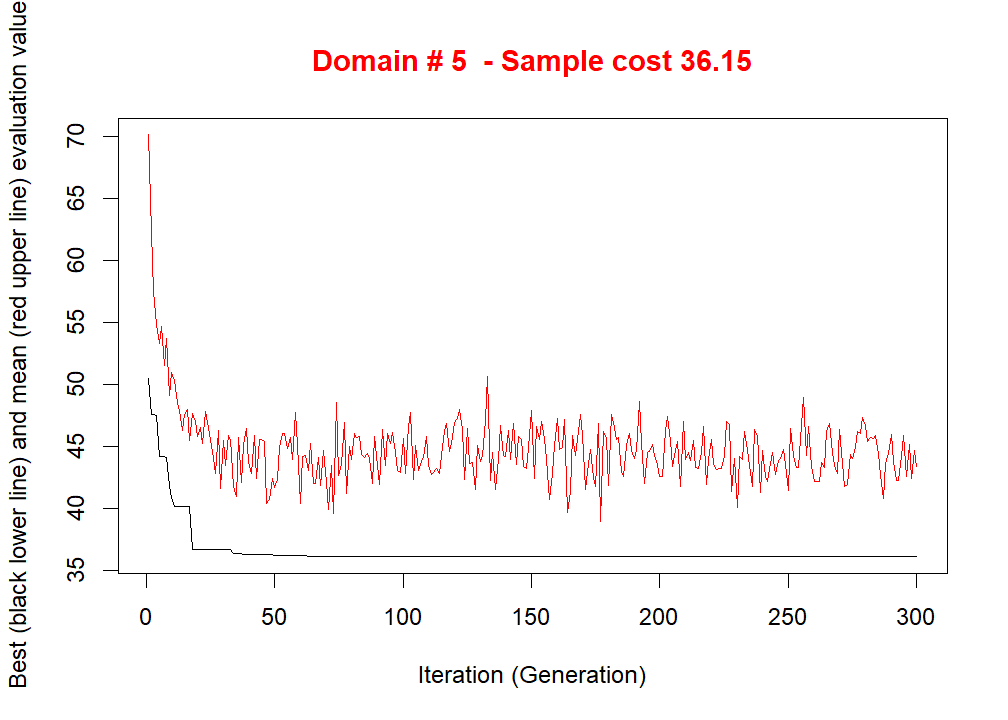 Domain # 5  - Sample cost 36.15
Best (black lower line) and mean (red upper line) evaluation value
70
65
60
55
50
45
40
35
0 50 100 150 200 250 300
Iteration (Generation)